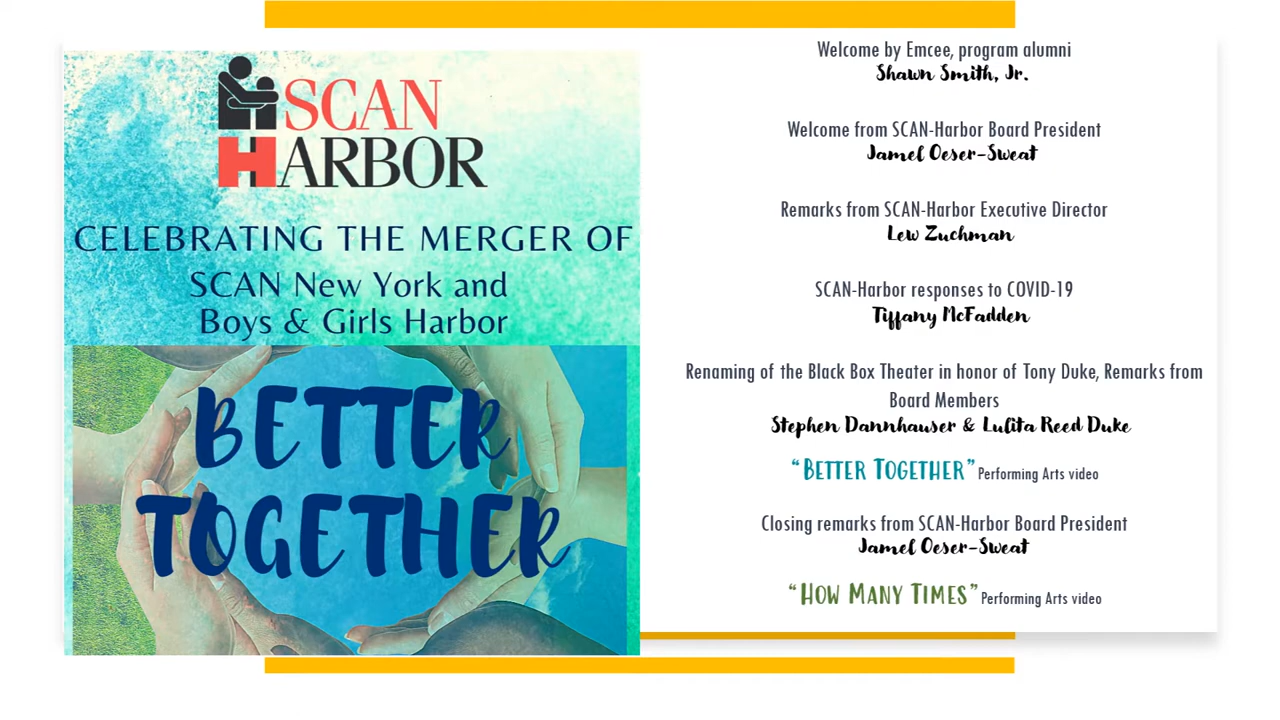 SCAN
HARBOR
CELEBRATING THE MERGER OF
SCAN New York and
Boys & Girls Harbor
BETTER
TOGETHER
Welcome by Emcee, program alumni
Shawn Smith, Jr.
Welcome from SCAN-Harbor Board President
Jamel Oeser-Sweat
Remarks from SCAN-Harbor Executive Director
Lew Zuchman
SCAN-Harbor responses to COVID-19
Tiffany McFadden
Renaming of the Black Box Theater in honor of Tony Duke, Remarks from
Board Members
Stephen Dannhauser & Lulita Reed Duke
“BETTER TOGETHER” Performing Arts video
Closing remarks from SCAN-Harbor Board President
Jamel Oeser-Sweat
“HOW MANY TIMES” Performing Arts video